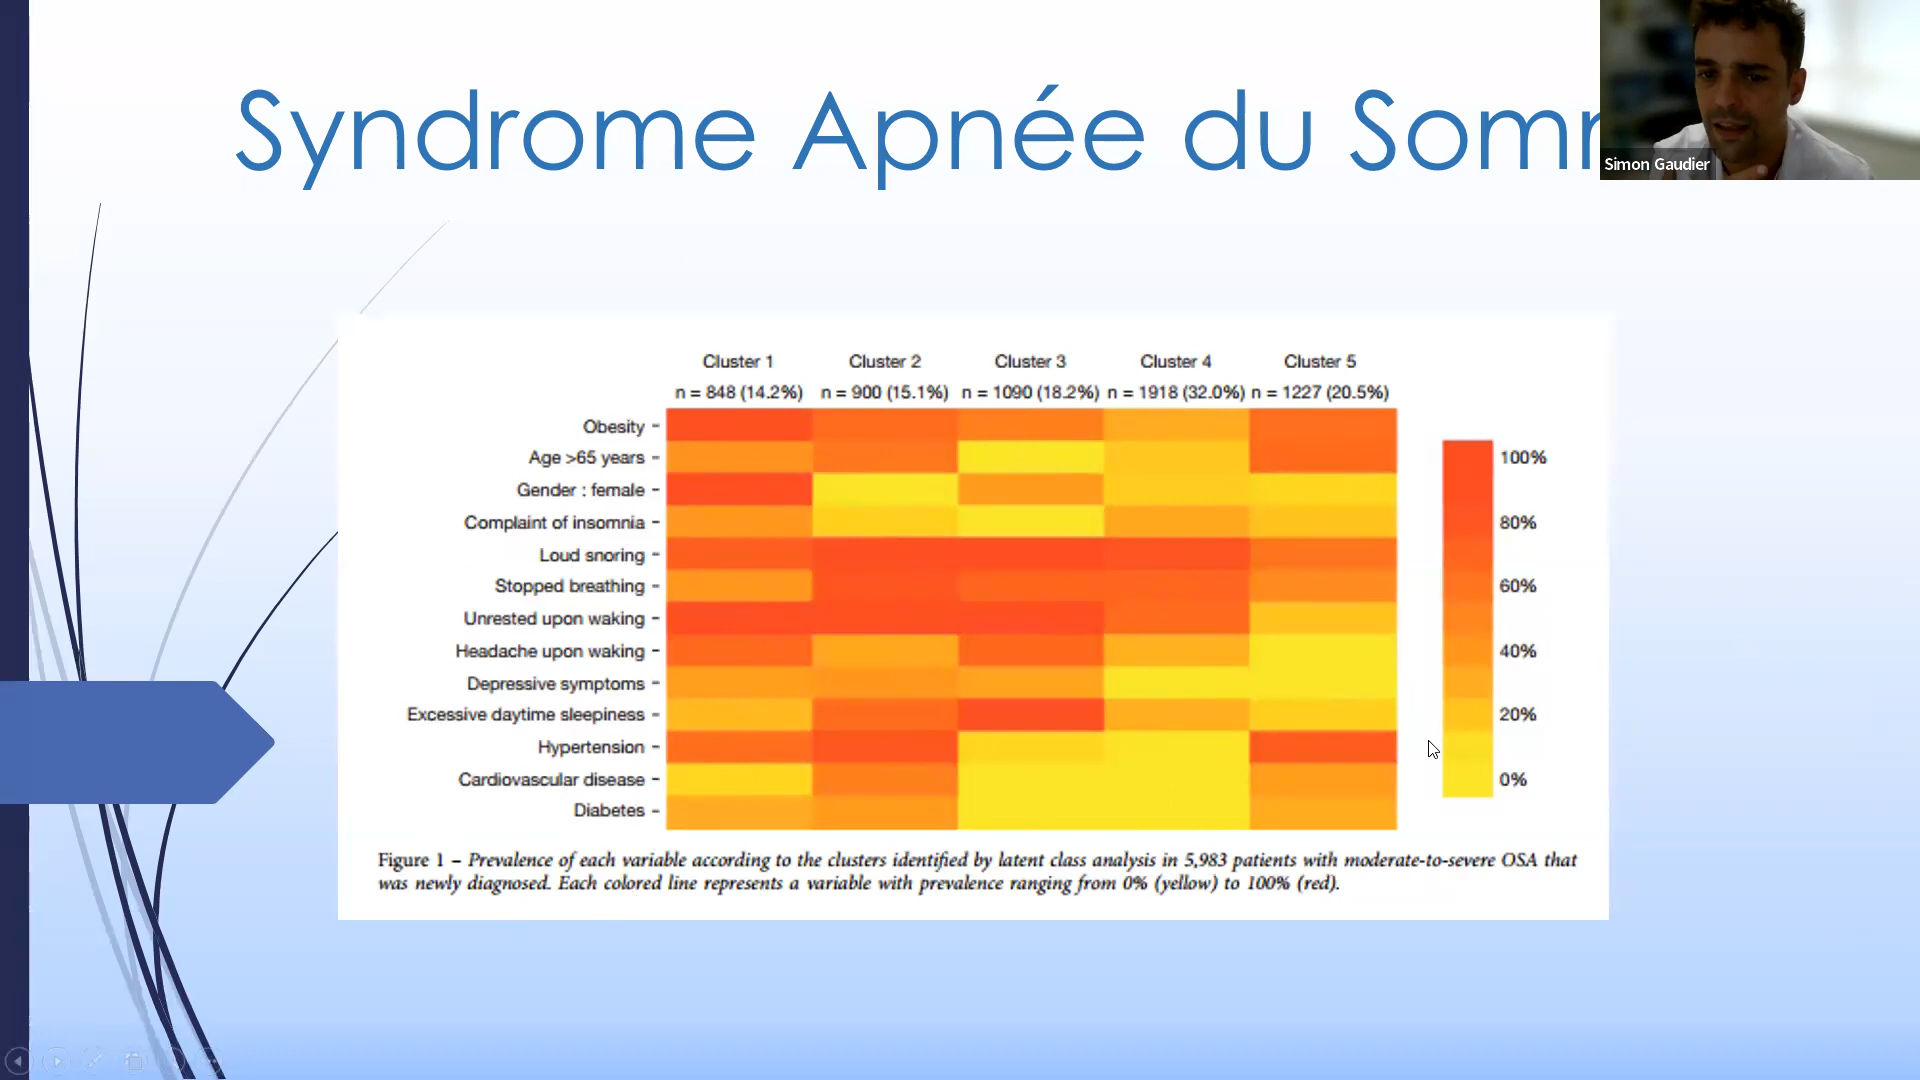 Syndrome Apnée du Som
Simon Gaudier
Cluster 1 Cluster 2 Cluster 3 Cluster 4 Cluster 5
n = 848 (14.2%) n = 900 (15.1%) n = 1090 (18.2%) n = 1918 (32.0%) n = 1227 (20.5%)
Obesity
Age >65 years
Gender : female
Complaint of insomnia
Loud snoring
Stopped breathing
Unrested upon waking
Headache upon waking
Depressive symptoms
Excessive daytime sleepiness
Hypertension
Cardiovascular disease
Diabetes
100%
80%
60%
40%
20%
0%
Figure 1 – Prevalence of each variable according to the clusters identified by latent class analysis in 5,983 patients with moderate-to-severe OSA that
was newly diagnosed. Each colored line represents a variable with prevalence ranging from 0% (yellow) to 100% (red).